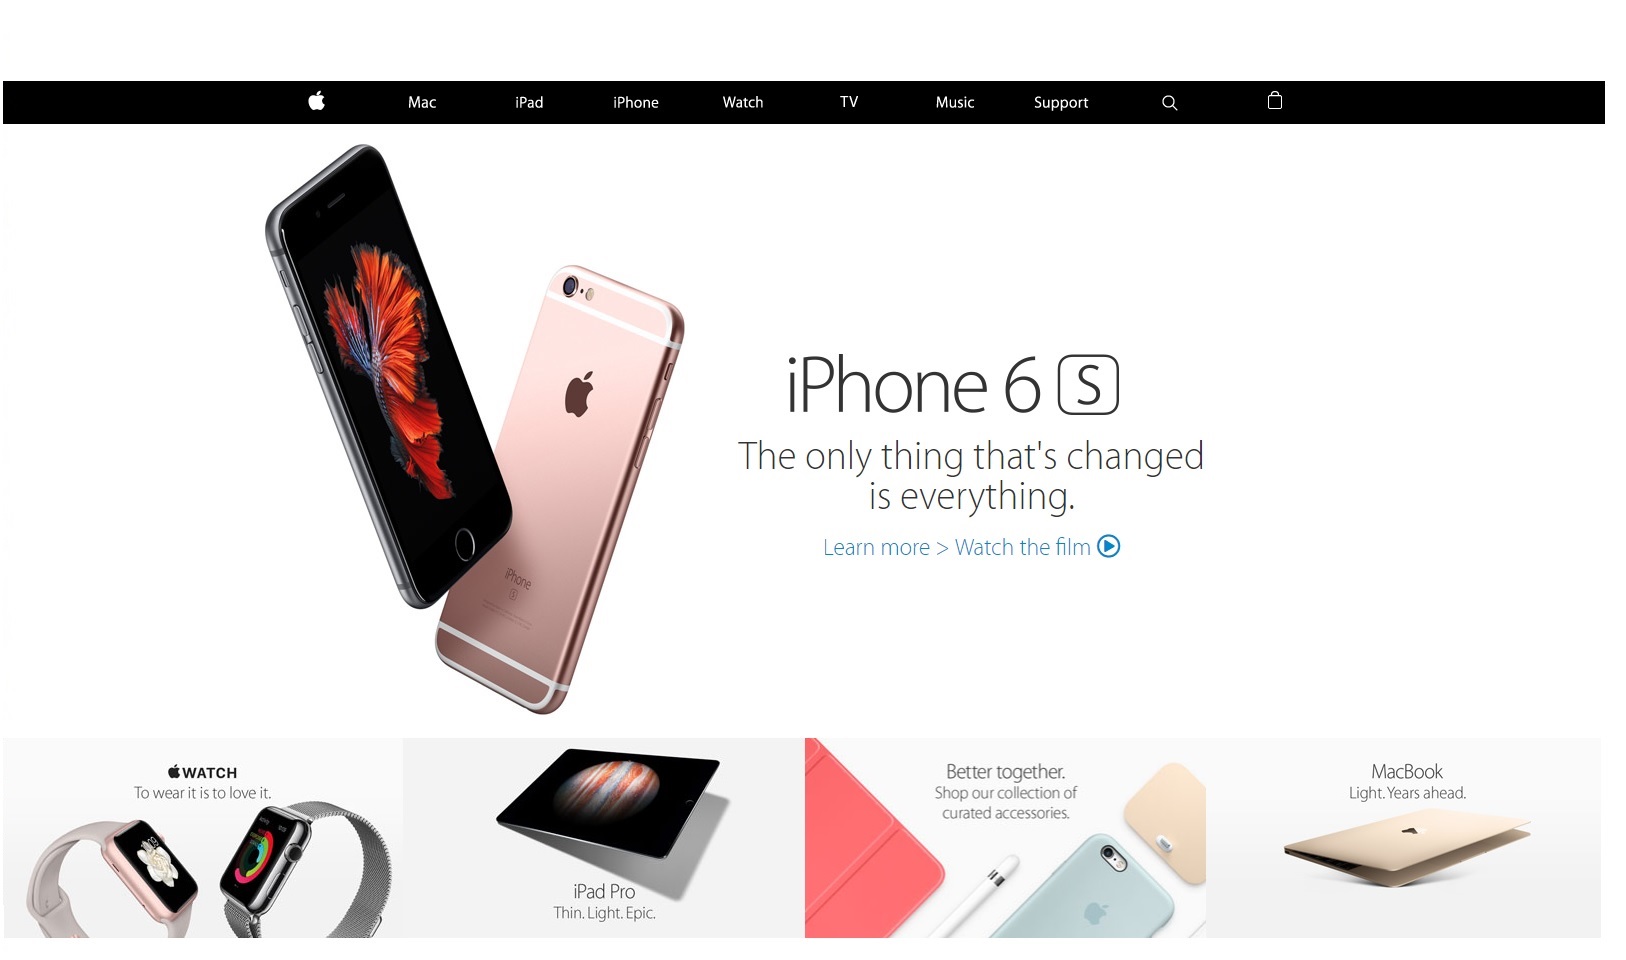 Mac iPad iPhone Watch TV Music Support
iPhone 6 S
The only thing that's changed
is everything.
Learn more > Watch the film
iPhone
S
WATCH
To wear it is to love it.
iPad Pro
Thin. Light. Epic.
Better together.
Shop our collection of
curated accessories.
MacBook
Light. Years ahead.